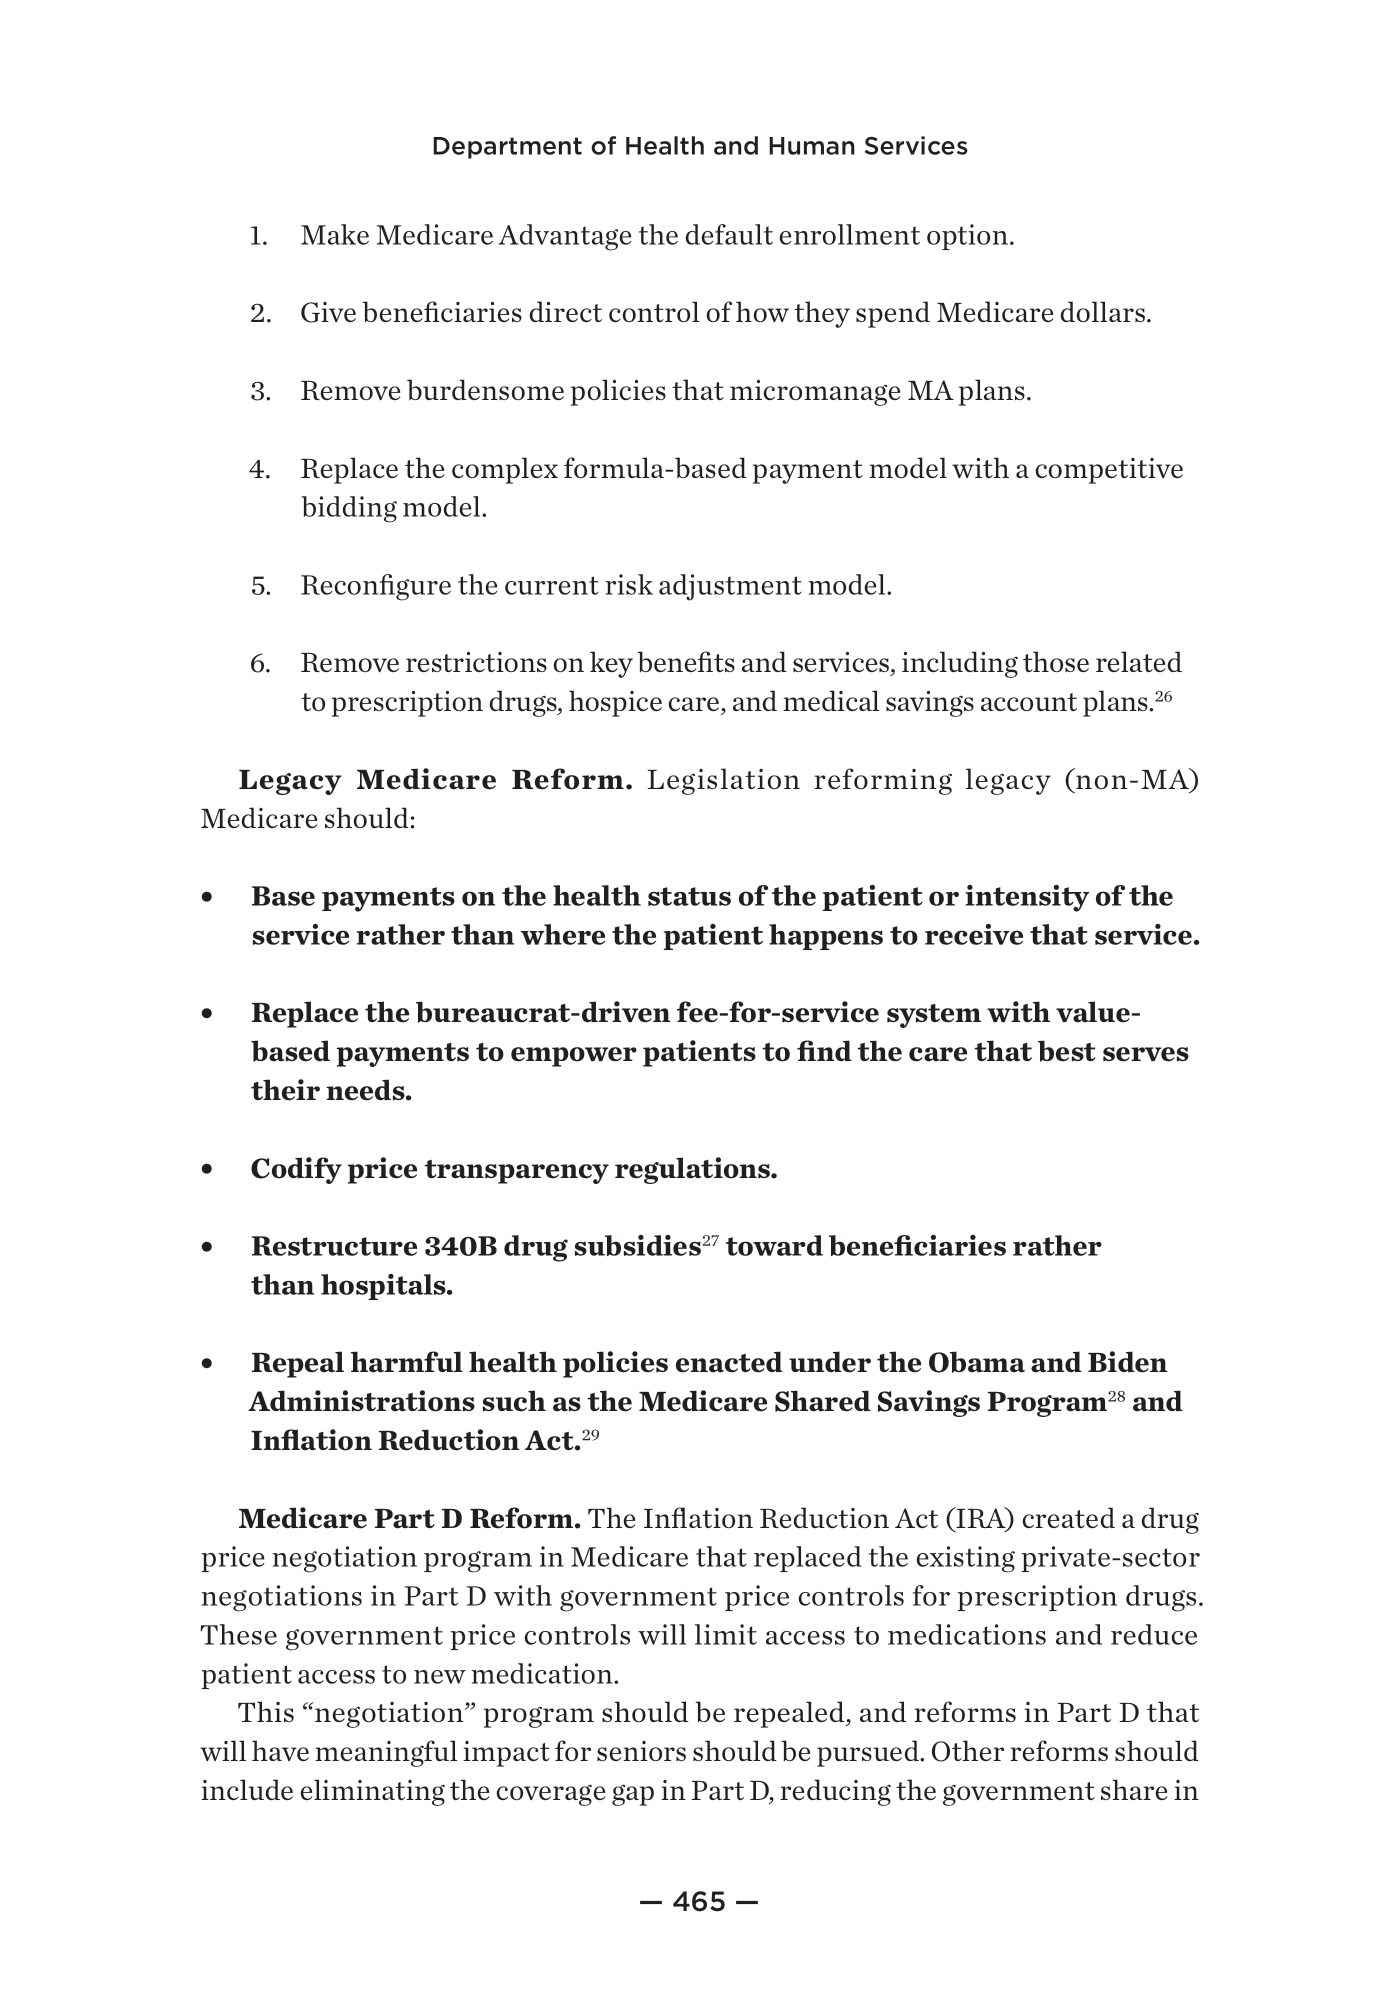 Department of Health and Human Services
1. Make Medicare Advantage the default enrollment option.
2. Give beneficiaries direct control of how they spend Medicare dollars.
3. Remove burdensome policies that micromanage MA plans.
4. Replace the complex formula-based payment model with a competitive
bidding model.
5. Reconfigure the current risk adjustment model.
6. Remove restrictions on key benefits and services, including those related
to prescription drugs, hospice care, and medical savings account plans.²⁶
Legacy Medicare Reform. Legislation reforming legacy (non-MA)
Medicare should:
• Base payments on the health status of the patient or intensity of the
service rather than where the patient happens to receive that service.
• Replace the bureaucrat-driven fee-for-service system with value-
based payments to empower patients to find the care that best serves
their needs.
• Codify price transparency regulations.
• Restructure 340B drug subsidies²⁷ toward beneficiaries rather
than hospitals.
• Repeal harmful health policies enacted under the Obama and Biden
Administrations such as the Medicare Shared Savings Program²⁸ and
Inflation Reduction Act.²⁹
Medicare Part D Reform. The Inflation Reduction Act (IRA) created a drug
price negotiation program in Medicare that replaced the existing private-sector
negotiations in Part D with government price controls for prescription drugs.
These government price controls will limit access to medications and reduce
patient access to new medication.
This “negotiation” program should be repealed, and reforms in Part D that
will have meaningful impact for seniors should be pursued. Other reforms should
include eliminating the coverage gap in Part D, reducing the government share in
— 465 —